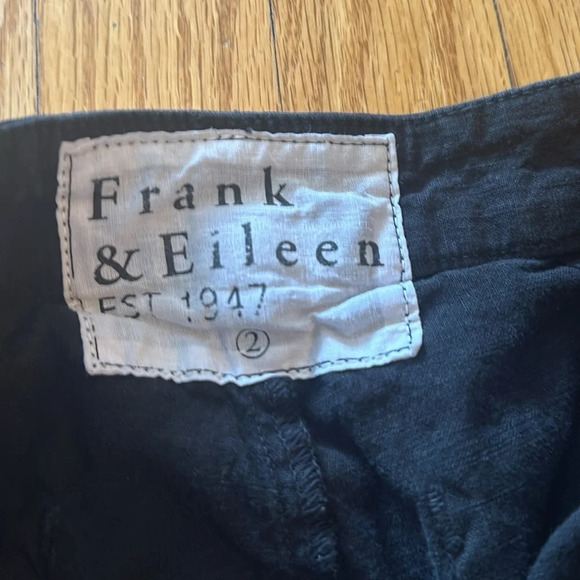 Frank
& Eileen
EST 1947
②